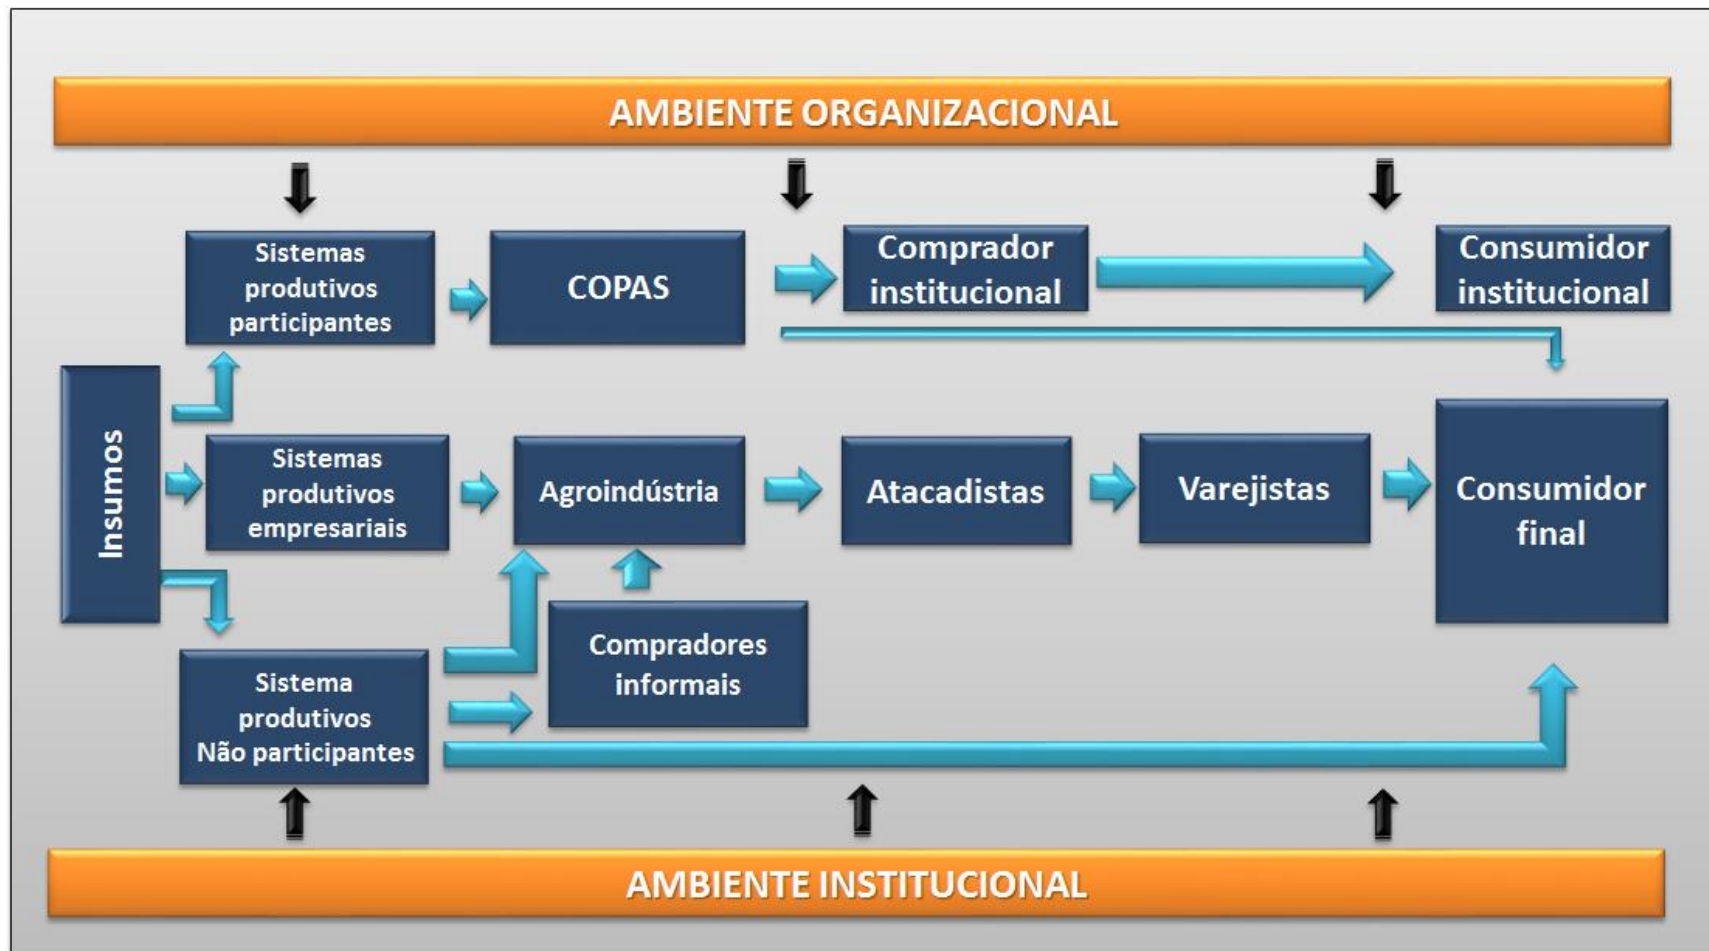 AMBIENTE ORGANIZACIONAL
Sistemas
produtivos
participantes
COPAS
Comprador
institucional
Consumidor
institucional
Insumos
Sistemas
produtivos
empresariais
Agroindústria
Atacadistas
Varejistas
Consumidor
final
Compradores
informais
Sistema
produtivos
Não participantes
AMBIENTE INSTITUCIONAL